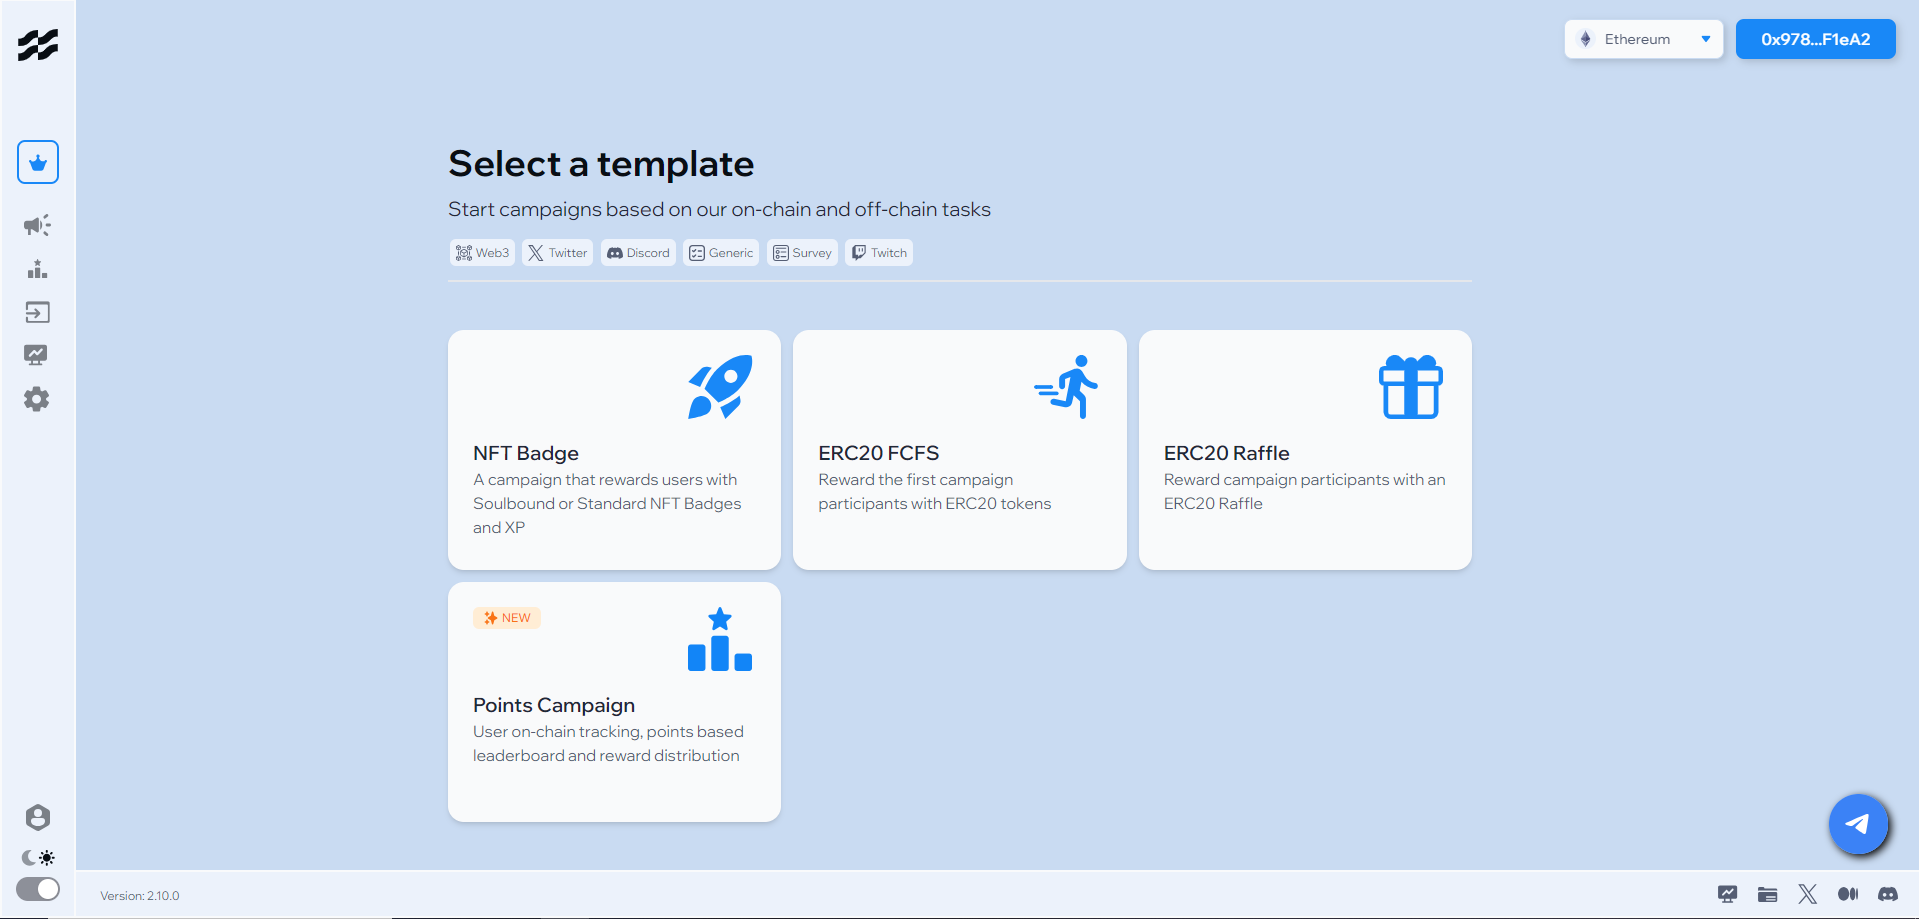 Ethereum
0x978...F1eA2
Select a template
Start campaigns based on our on-chain and off-chain tasks
Web3 Twitter Discord Generic Survey Twitch
NFT Badge
A campaign that rewards users with
Soulbound or Standard NFT Badges
and XP
ERC20 FCFS
Reward the first campaign
participants with ERC20 tokens
ERC20 Raffle
Reward campaign participants with an
ERC20 Raffle
NEW
Points Campaign
User on-chain tracking, points based
leaderboard and reward distribution
Version: 2.10.0